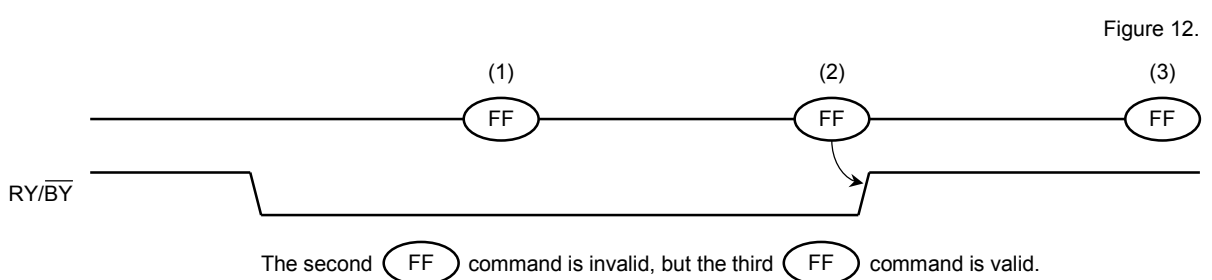 Figure 12.
(1) (2) (3)
FF FF FF
RY/BY
The second FF command is invalid, but the third FF command is valid.